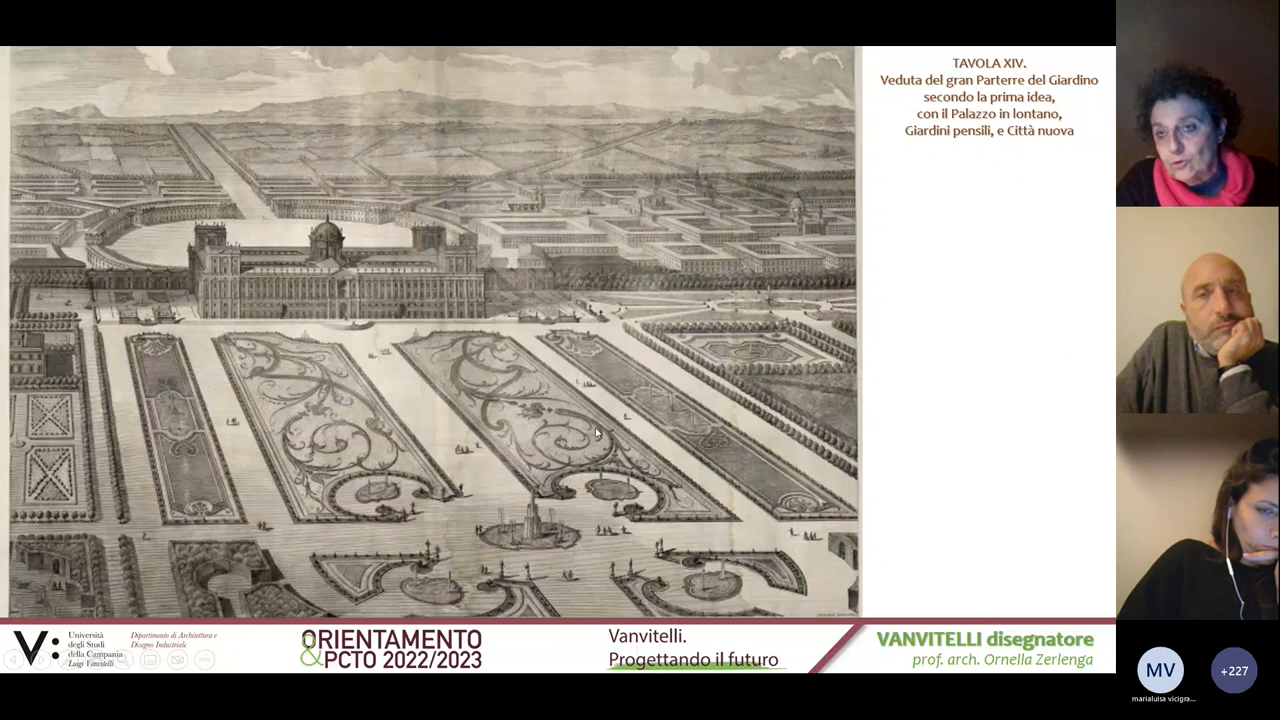 TAVOLA XIV.
Veduta del gran Parterre del Giardino
secondo la prima idea,
con il Palazzo in lontano,
Giardini pensili, e Città nuova
V:
Università
degli Studi
della Campania
Luigi Vanvitelli
Dipartimento di Architettura e
Disegno Industriale
ORIENTAMENTO
&PCTO 2022/2023
Vanvitelli.
Progettando il futuro
VANVITELLI disegnatore
prof. arch. Ornella Zerlenga
MV
marialuisa vicigra...
+227